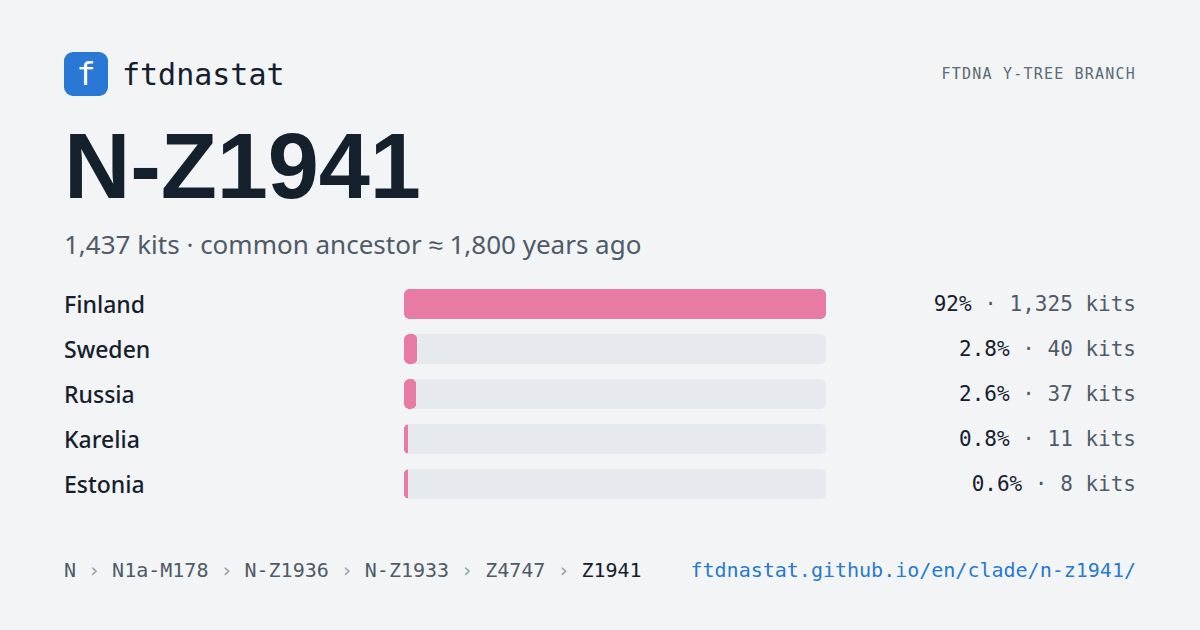 f ftdnastat
FTDNA Y-TREE BRANCH
N-Z1941
1,437 kits · common ancestor ≈ 1,800 years ago
Finland 92% · 1,325 kits
Sweden 2.8% · 40 kits
Russia 2.6% · 37 kits
Karelia 0.8% · 11 kits
Estonia 0.6% · 8 kits
N › N1a-M178 › N-Z1936 › N-Z1933 › Z4747 › Z1941
ftdnastat.github.io/en/clade/n-z1941/